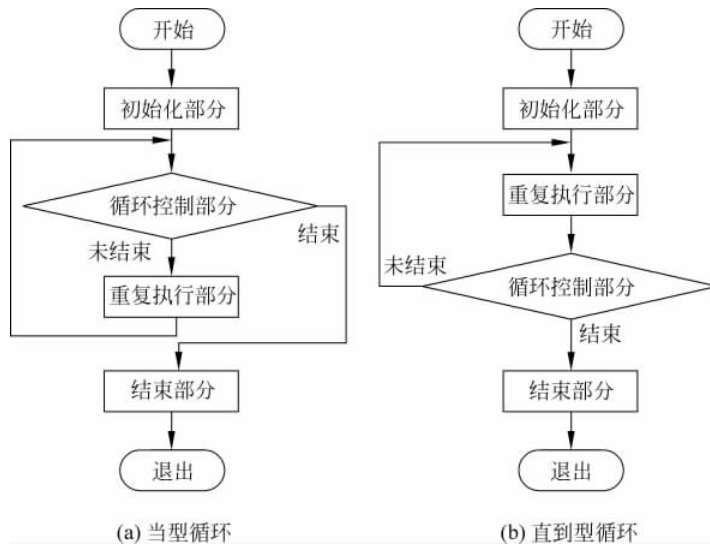 开始
初始化部分
循环控制部分
未结束
结束
重复执行部分
结束部分
退出
(a) 当型循环
开始
初始化部分
重复执行部分
未结束
循环控制部分
结束
结束部分
退出
(b) 直到型循环